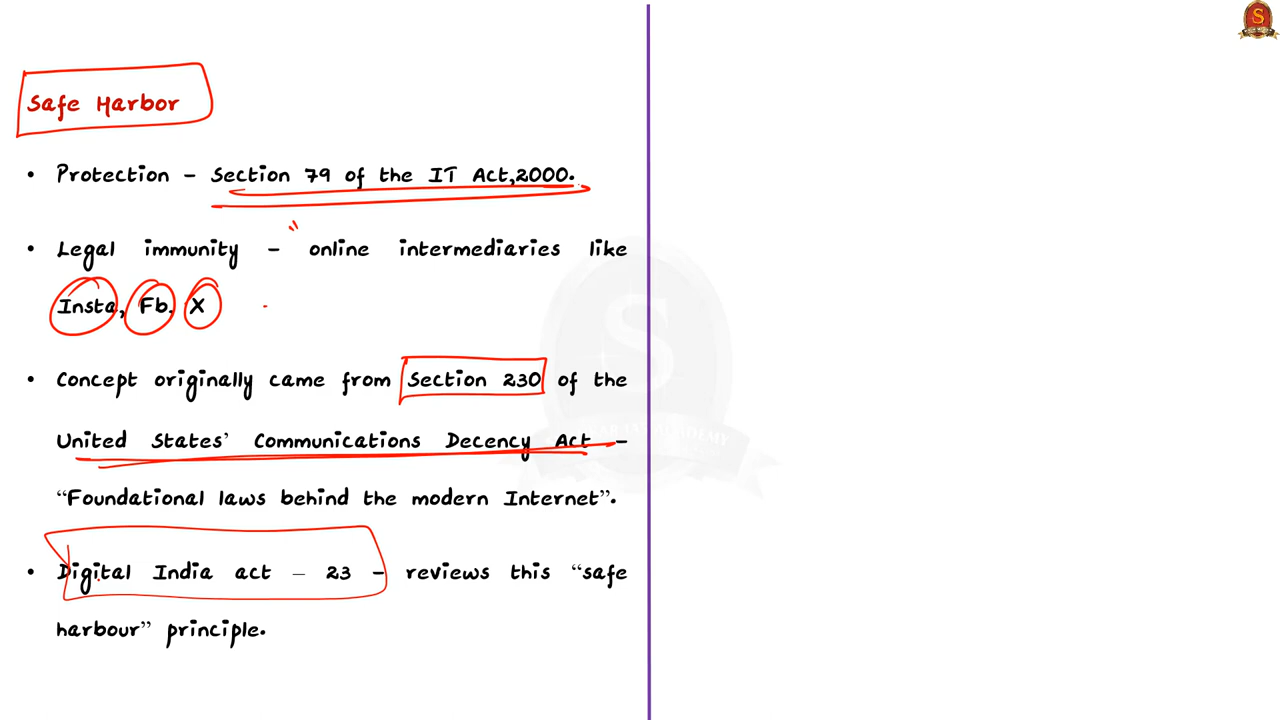 Safe Harbor
• Protection – Section 79 of the IT Act,2000.
• Legal immunity – online intermediaries like
Insta, Fb, X
• Concept originally came from Section 230 of the
United States’ Communications Decency Act –
“Foundational laws behind the modern Internet”.
• Digital India act – 23 – reviews this “safe
harbour” principle.
S
S
ACADEMY